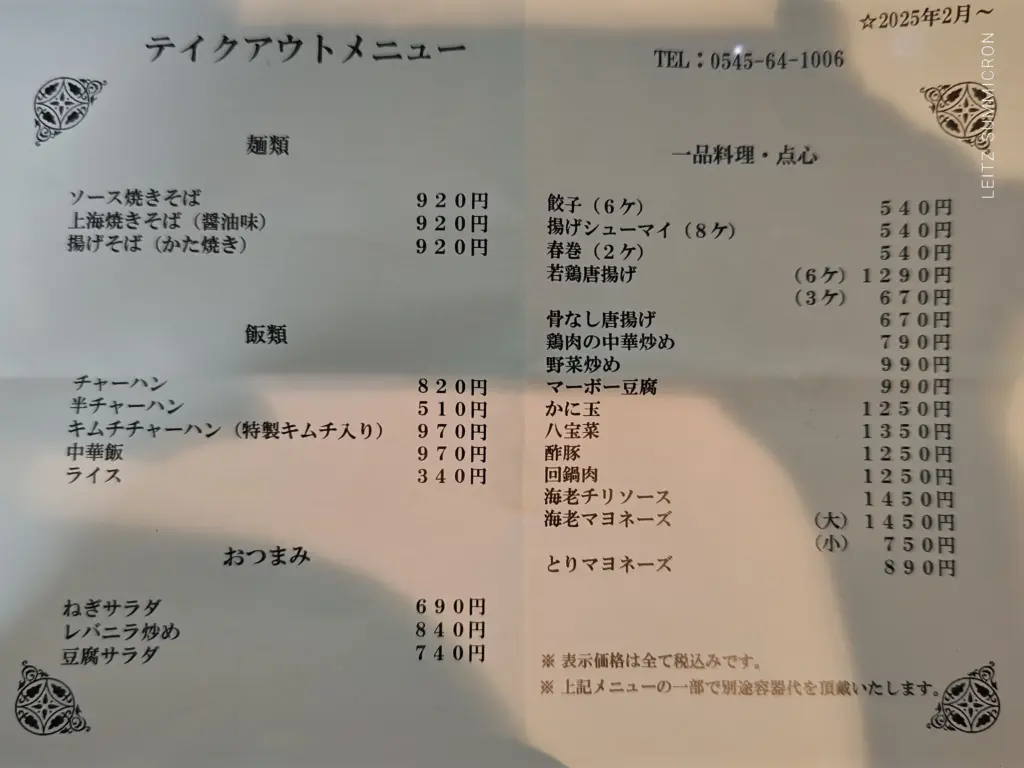 ☆2025年2月～
テイクアウトメニュー
TEL：0545-64-1006
麺類
ソース焼きそば 920円
上海焼きそば（醤油味） 920円
揚げそば（かた焼き） 920円
飯類
チャーハン 820円
半チャーハン 510円
キムチチャーハン（特製キムチ入り） 970円
中華飯 970円
ライス 340円
おつまみ
ねぎサラダ 690円
レバニラ炒め 840円
豆腐サラダ 740円
一品料理・点心
餃子（6ケ） 540円
揚げシューマイ（8ケ） 540円
春巻（2ケ） 540円
若鶏唐揚げ （6ケ）1290円
（3ケ） 670円
骨なし唐揚げ 670円
鶏肉の中華炒め 790円
野菜炒め 990円
マーボー豆腐 990円
かに玉 1250円
八宝菜 1350円
酢豚 1250円
回鍋肉 1250円
海老チリソース 1450円
海老マヨネーズ （大）1450円
（小） 750円
とりマヨネーズ 890円
※ 表示価格は全て税込みです。
※ 上記メニューの一部で別途容器代を頂戴いたします。
LEITZ SUMMICRON